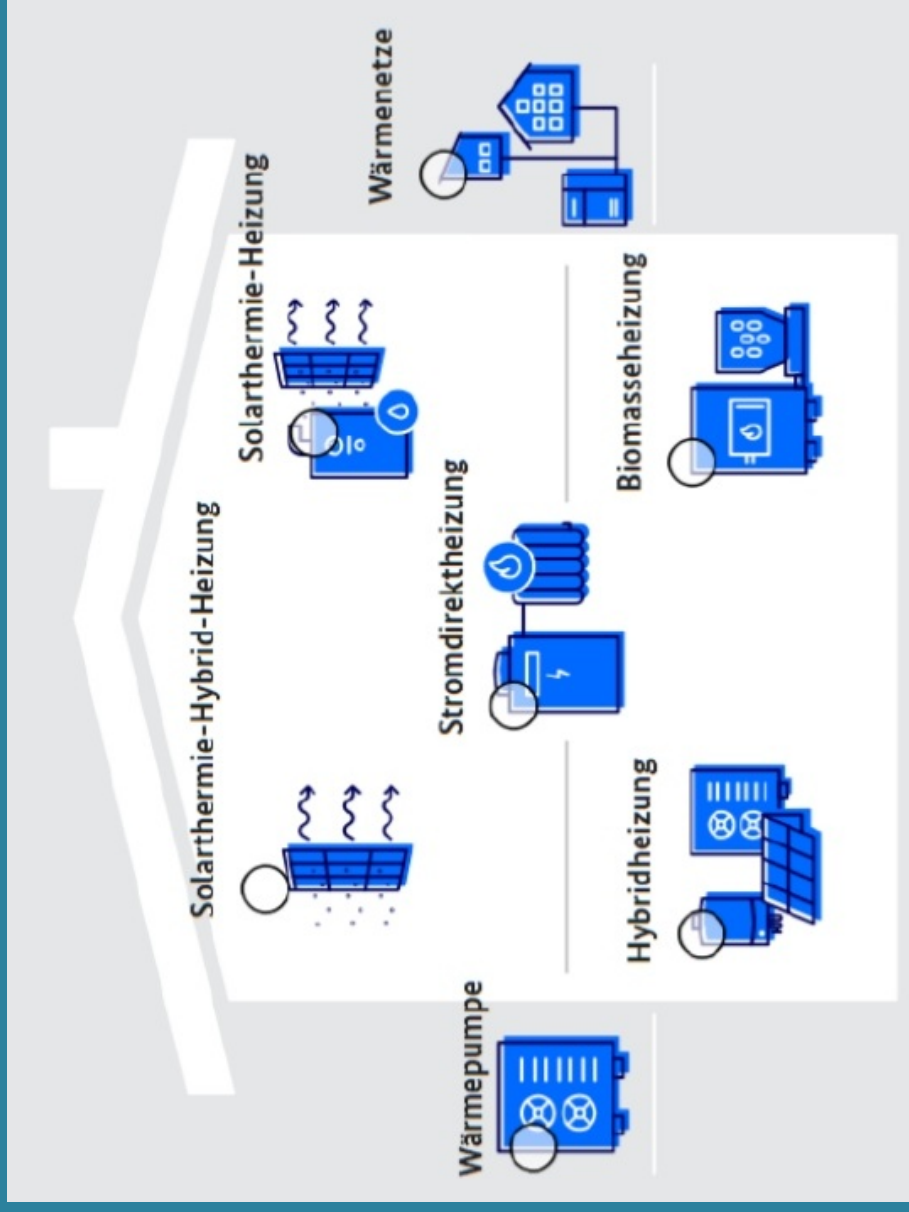 Solarthermie-Hybrid-Heizung
Solarthermie-Heizung
Wärmepumpe
Stromdirektheizung
Wärmenetze
Hybridheizung
Biomasseheizung